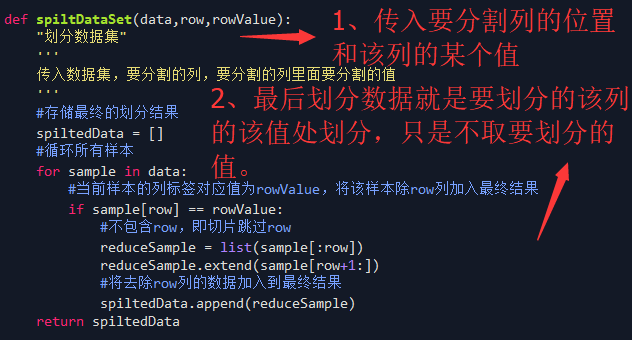 def spiltDataSet(data,row,rowValue):
"划分数据集"
'''
传入数据集，要分割的列，要分割的列里面要分割的值
'''
#存储最终的划分结果
spiltedData = []
#循环所有样本
for sample in data:
#当前样本的列标签对应值为rowValue，将该样本除row列加入最终结果
if sample[row] == rowValue:
#不包含row，即切片跳过row
reduceSample = list(sample[:row])
reduceSample.extend(sample[row+1:])
#将去除row列的数据加入到最终结果
spiltedData.append(reduceSample)
return spiltedData
1、传入要分割列的位置
和该列的某个值
2、最后划分数据就是要划分的该列
的该值处划分，只是不取要划分的
值。